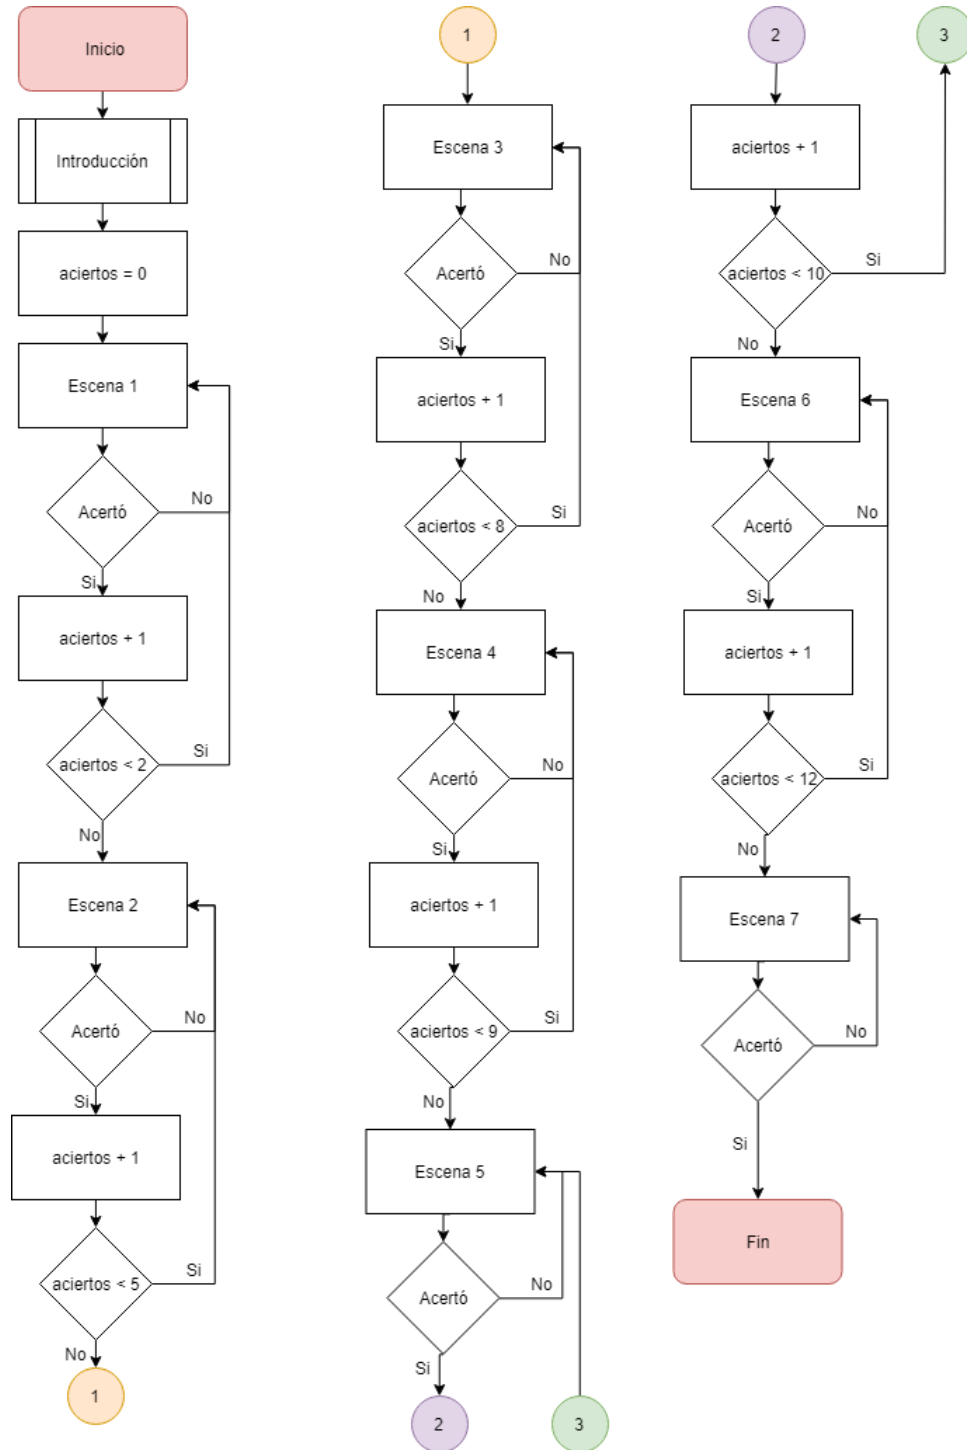 Inicio
Introducción
aciertos = 0
Escena 1
Acertó
No
Si
aciertos + 1
aciertos < 2
Si
No
Escena 2
Acertó
No
Si
aciertos + 1
aciertos < 5
Si
No
1
1
Escena 3
Acertó
No
Si
aciertos + 1
aciertos < 8
Si
No
Escena 4
Acertó
No
Si
aciertos + 1
aciertos < 9
Si
No
Escena 5
Acertó
No
Si
2
3
2
3
aciertos + 1
aciertos < 10
Si
No
Escena 6
Acertó
No
Si
aciertos + 1
aciertos < 12
Si
No
Escena 7
Acertó
No
Si
Fin